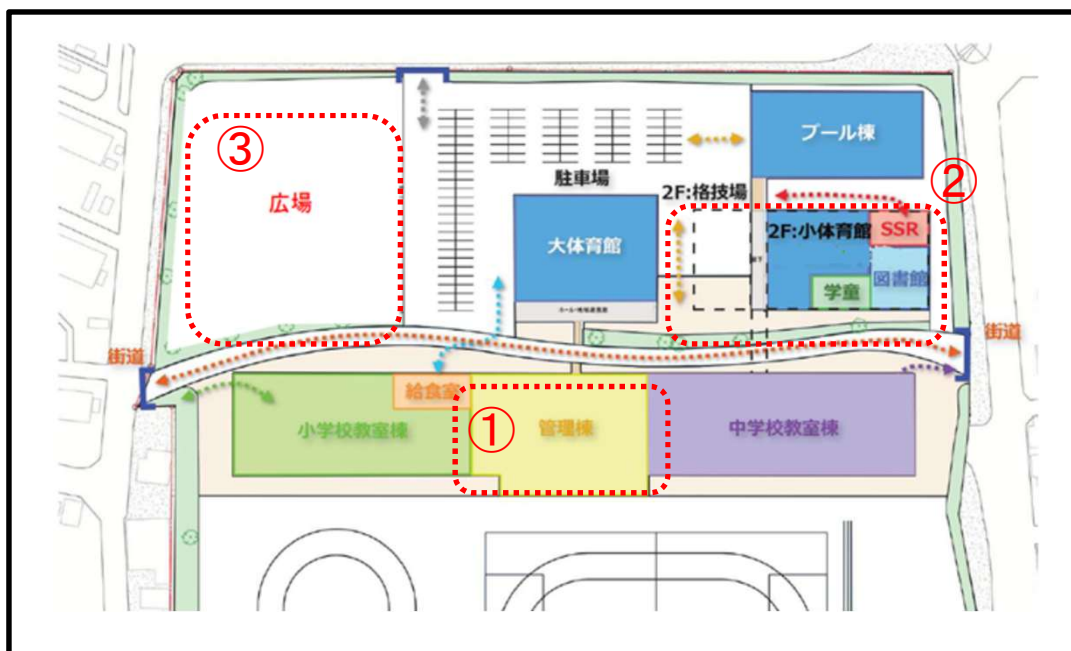 ③
広場
駐車場
プール棟
②
2F:格技場
大体育館
2F:小体育館
SSR
図書館
学童
街道
街道
給食室
小学校教室棟
①
管理棟
中学校教室棟